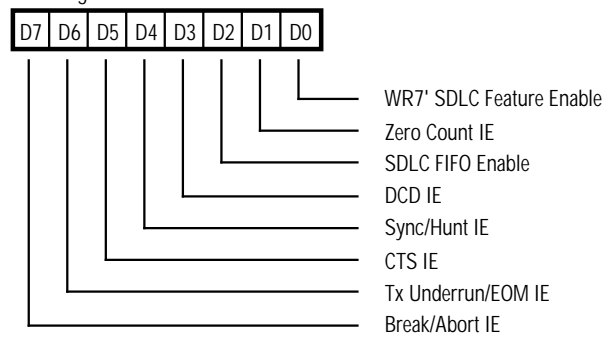 D7 D6 D5 D4 D3 D2 D1 D0
WR7' SDLC Feature Enable
Zero Count IE
SDLC FIFO Enable
DCD IE
Sync/Hunt IE
CTS IE
Tx Underrun/EOM IE
Break/Abort IE